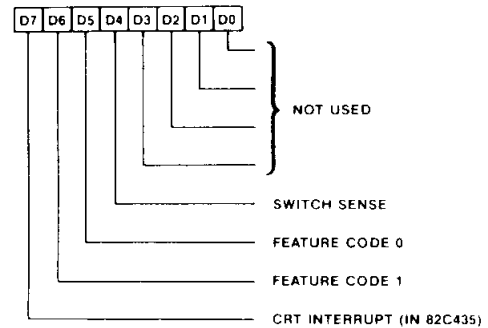 D7 D6 D5 D4 D3 D2 D1 D0
NOT USED
SWITCH SENSE
FEATURE CODE 0
FEATURE CODE 1
CRT INTERRUPT (IN 82C435)